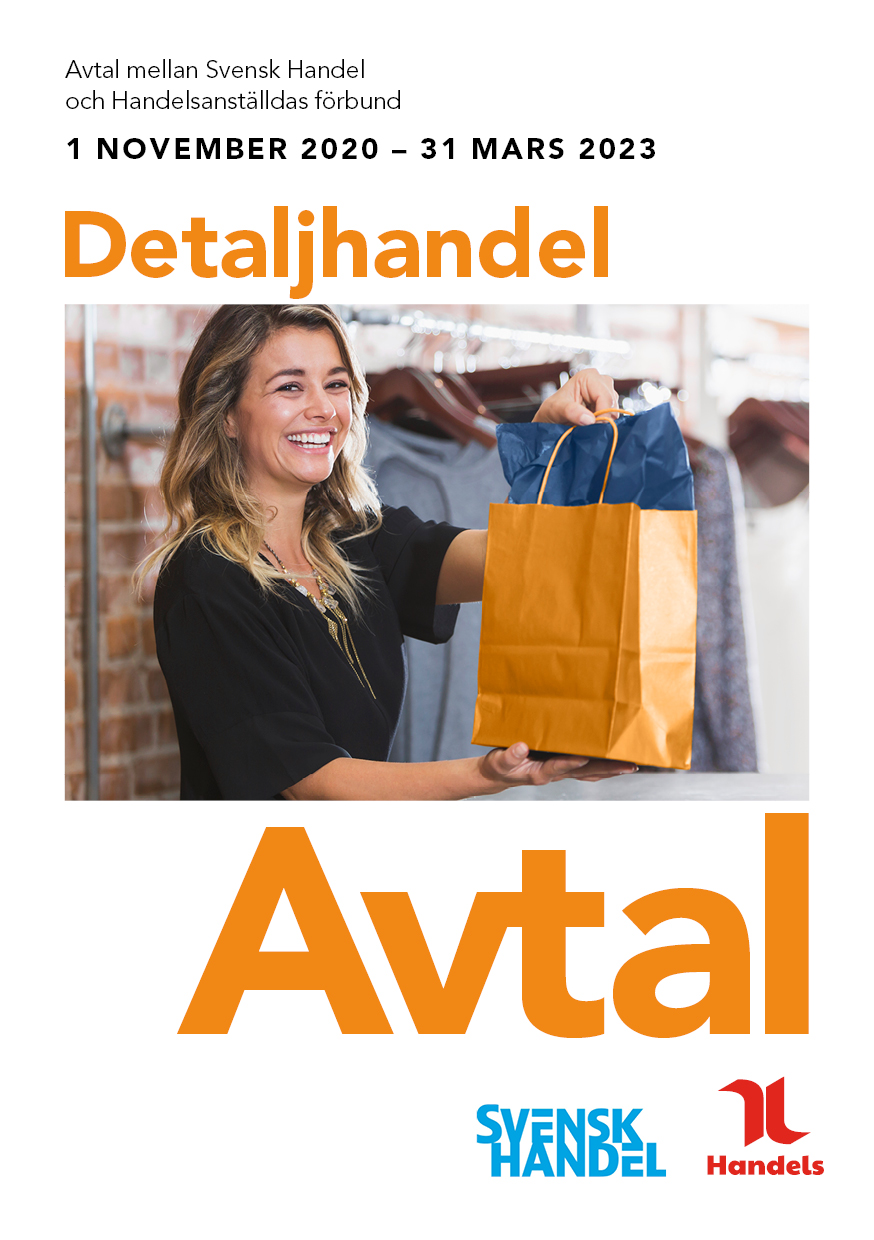 Avtal mellan Svensk Handel
och Handelsanställdas förbund
1 NOVEMBER 2020 – 31 MARS 2023
Detaljhandel
Avtal
SVENSK
HANDEL
Handels